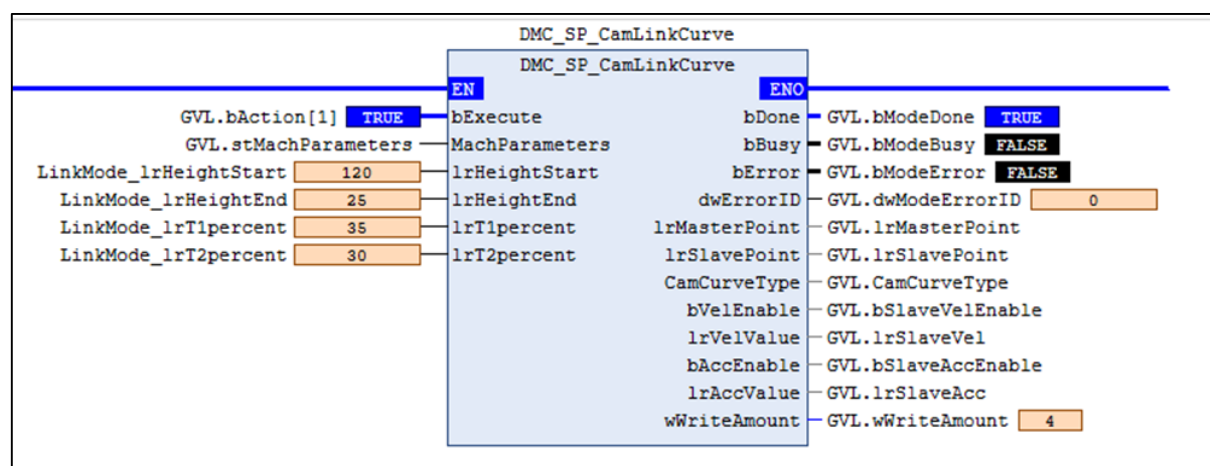 DMC_SP_CamLinkCurve
DMC_SP_CamLinkCurve
EN ENO
GVL.bAction[1] TRUE bExecute bDone GVL.bModeDone TRUE
GVL.stMachParameters MachParameters bBusy GVL.bModeBusy FALSE
LinkMode_lrHeightStart 120 lrHeightStart bError GVL.bModeError FALSE
LinkMode_lrHeightEnd 25 lrHeightEnd dwErrorID GVL.dwModeErrorID 0
LinkMode_lrT1percent 35 lrT1percent lrMasterPoint GVL.lrMasterPoint
LinkMode_lrT2percent 30 lrT2percent lrSlavePoint GVL.lrSlavePoint
CamCurveType GVL.CamCurveType
bVelEnable GVL.bSlaveVelEnable
lrVelValue GVL.lrSlaveVel
bAccEnable GVL.bSlaveAccEnable
lrAccValue GVL.lrSlaveAcc
wWriteAmount GVL.wWriteAmount 4